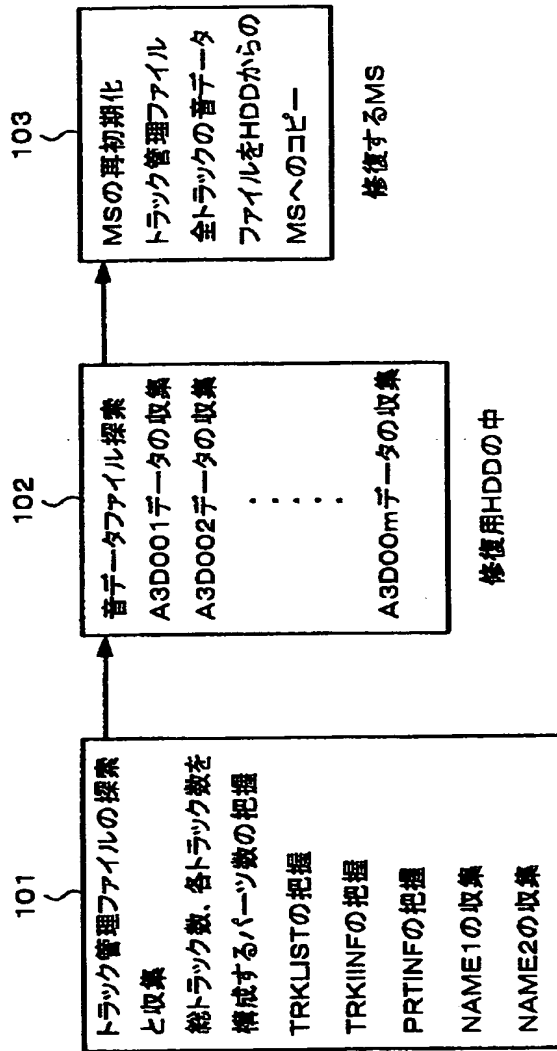 101
トラック管理ファイルの探索
と収集
総トラック数、各トラック数を
構成するパーツ数の把握
TRKLISTの把握
TRKIINFの把握
PRTINFの把握
NAME1の収集
NAME2の収集
102
音データファイル探索
A3D001データの収集
A3D002データの収集
・・・・・
A3D00mデータの収集
修復用HDDの中
103
MSの再初期化
トラック管理ファイル
全トラックの音データ
ファイルをHDDからの
MSへのコピー
修復するMS